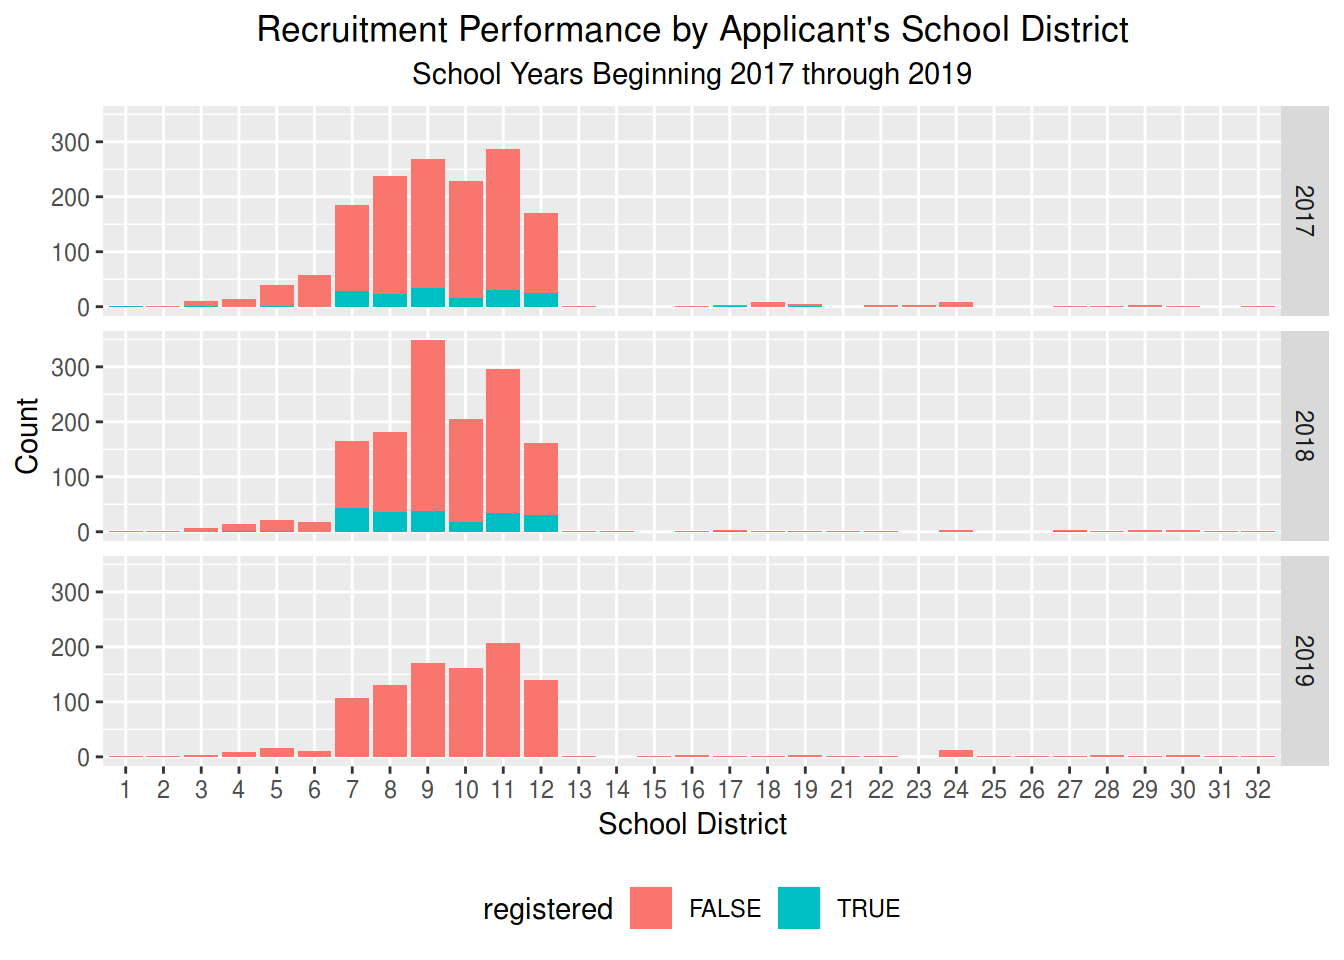 Recruitment Performance by Applicant's School District
School Years Beginning 2017 through 2019
300
200
100
0
2017
Count
300
200
100
0
2018
300
200
100
0
2019
1 2 3 4 5 6 7 8 9 10 11 12 13 14 15 16 17 18 19 21 22 23 24 25 26 27 28 29 30 31 32
School District
registered FALSE TRUE